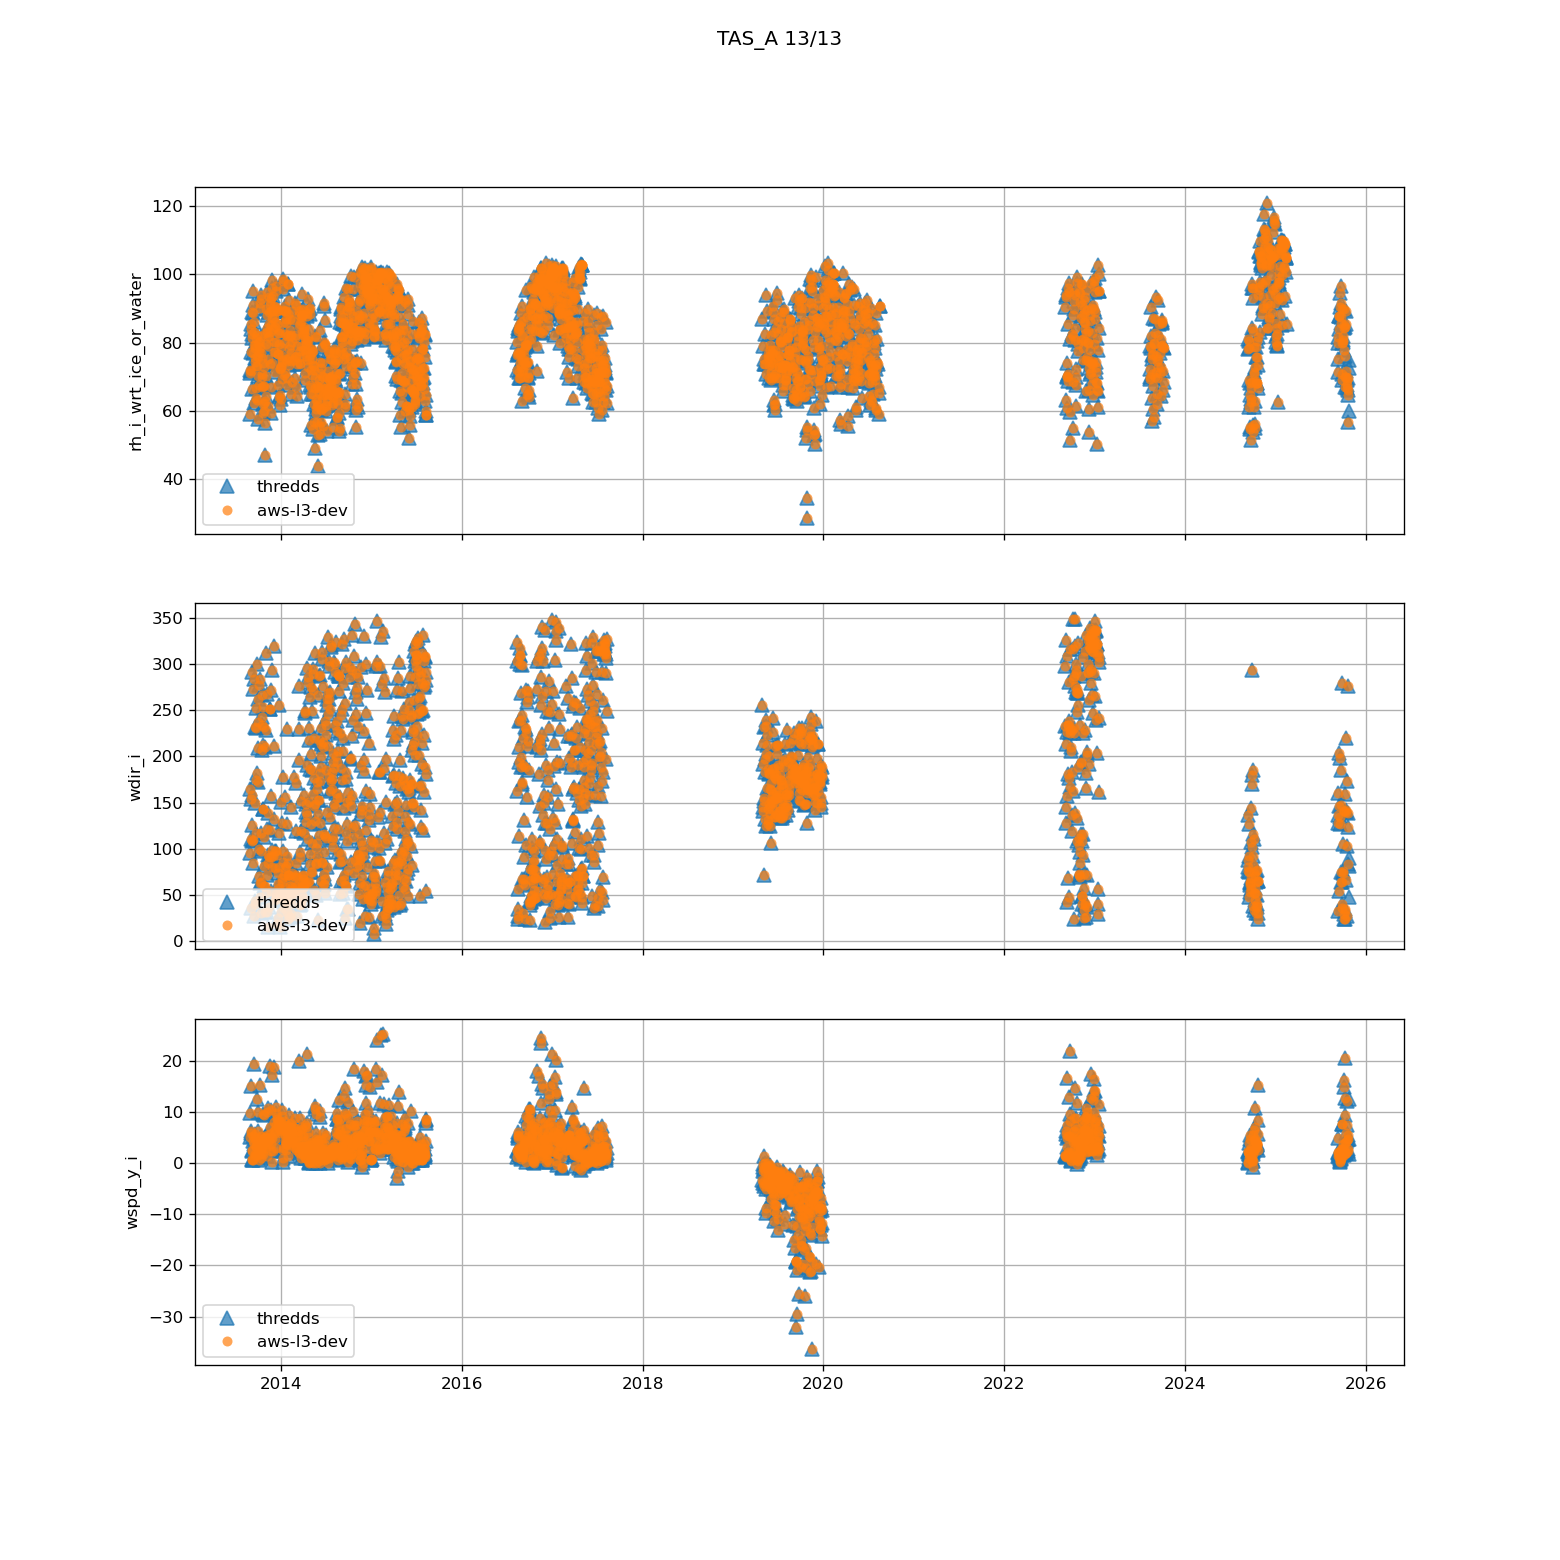 TAS_A 13/13
120
100
80
60
40
rh_i_wrt_ice_or_water
thredds
aws-l3-dev
350
300
250
200
150
100
50
0
wdir_i
thredds
aws-l3-dev
20
10
0
−10
−20
−30
wspd_y_i
thredds
aws-l3-dev
2014 2016 2018 2020 2022 2024 2026